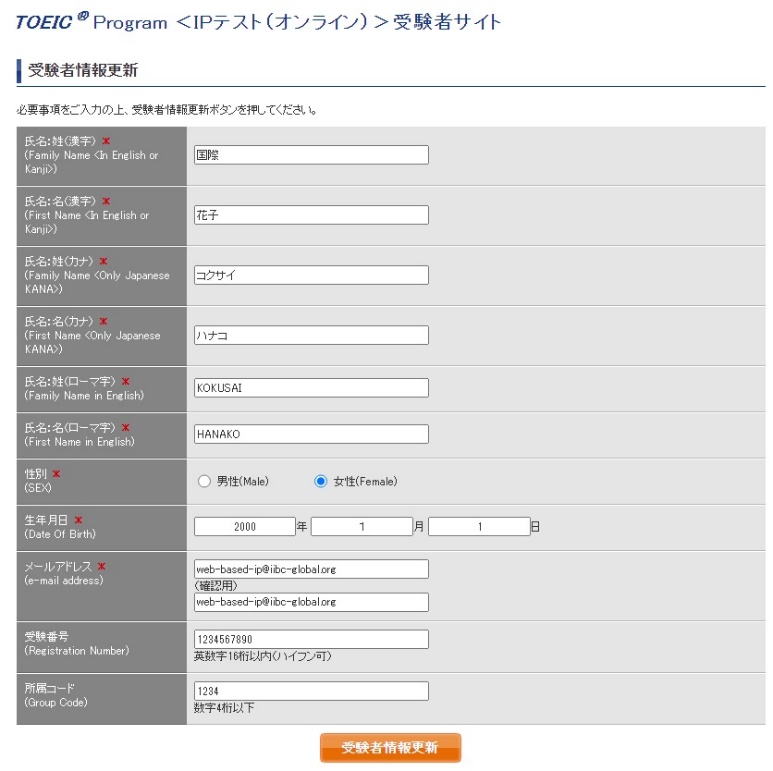 TOEIC ® Program ＜IPテスト（オンライン）＞受験者サイト
受験者情報更新
必要事項をご入力の上、受験者情報更新ボタンを押してください。
氏名:姓(漢字) *
(Family Name <In English or
Kanji>)
国際
氏名:名(漢字) *
(First Name <In English or
Kanji>)
花子
氏名:姓(カナ) *
(Family Name <Only Japanese
KANA>)
コクサイ
氏名:名(カナ) *
(First Name <Only Japanese
KANA>)
ハナコ
氏名:姓(ローマ字) *
(Family Name in English)
KOKUSAI
氏名:名(ローマ字) *
(First Name in English)
HANAKO
性別 *
(SEX)
男性(Male) 女性(Female)
生年月日 *
(Date Of Birth)
2000 年 1 月 1 日
メールアドレス *
(e-mail address)
web-based-ip@iibc-global.org
(確認用)
web-based-ip@iibc-global.org
受験番号
(Registration Number)
1234567890
英数字16桁以内(ハイフン可)
所属コード
(Group Code)
1234
数字4桁以下
受験者情報更新